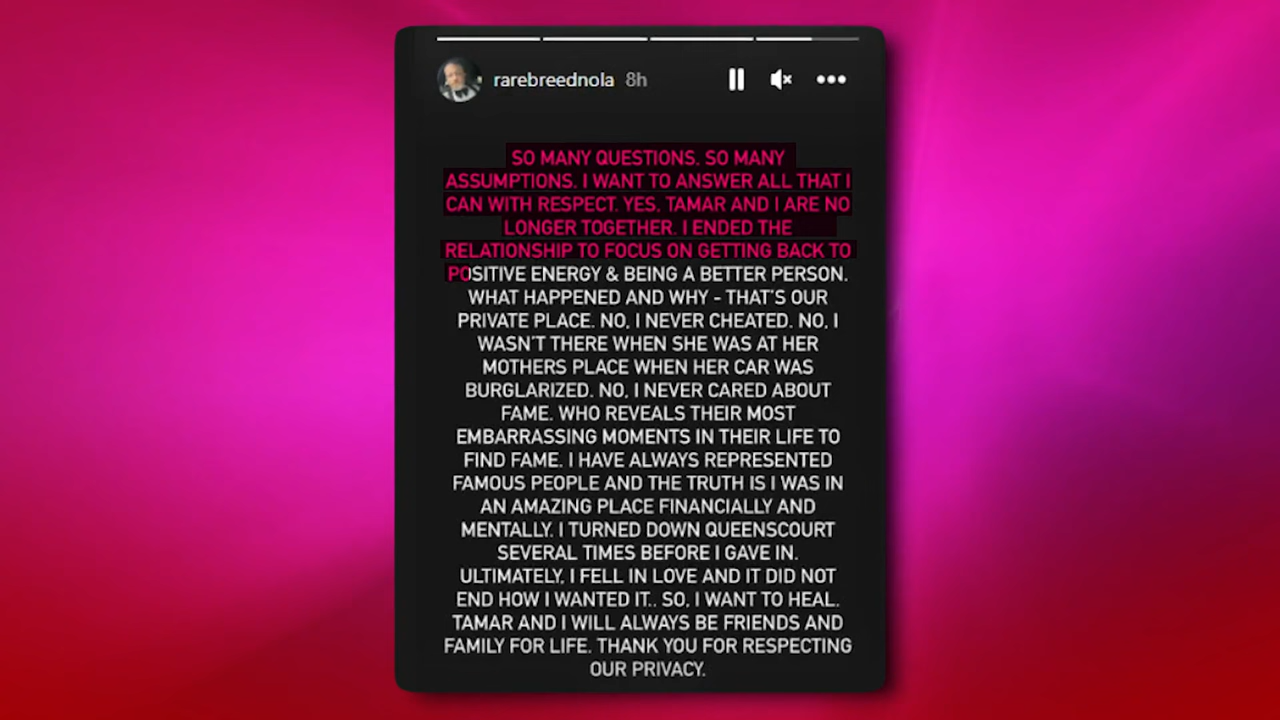 rarebreednola 8h
SO MANY QUESTIONS. SO MANY
ASSUMPTIONS. I WANT TO ANSWER ALL THAT I
CAN WITH RESPECT. YES, TAMAR AND I ARE NO
LONGER TOGETHER. I ENDED THE
RELATIONSHIP TO FOCUS ON GETTING BACK TO
POSITIVE ENERGY & BEING A BETTER PERSON.
WHAT HAPPENED AND WHY - THAT'S OUR
PRIVATE PLACE. NO, I NEVER CHEATED. NO, I
WASN'T THERE WHEN SHE WAS AT HER
MOTHERS PLACE WHEN HER CAR WAS
BURGLARIZED. NO, I NEVER CARED ABOUT
FAME. WHO REVEALS THEIR MOST
EMBARRASSING MOMENTS IN THEIR LIFE TO
FIND FAME. I HAVE ALWAYS REPRESENTED
FAMOUS PEOPLE AND THE TRUTH IS I WAS IN
AN AMAZING PLACE FINANCIALLY AND
MENTALLY. I TURNED DOWN QUEENSCOURT
SEVERAL TIMES BEFORE I GAVE IN.
ULTIMATELY, I FELL IN LOVE AND IT DID NOT
END HOW I WANTED IT.. SO, I WANT TO HEAL.
TAMAR AND I WILL ALWAYS BE FRIENDS AND
FAMILY FOR LIFE. THANK YOU FOR RESPECTING
OUR PRIVACY.